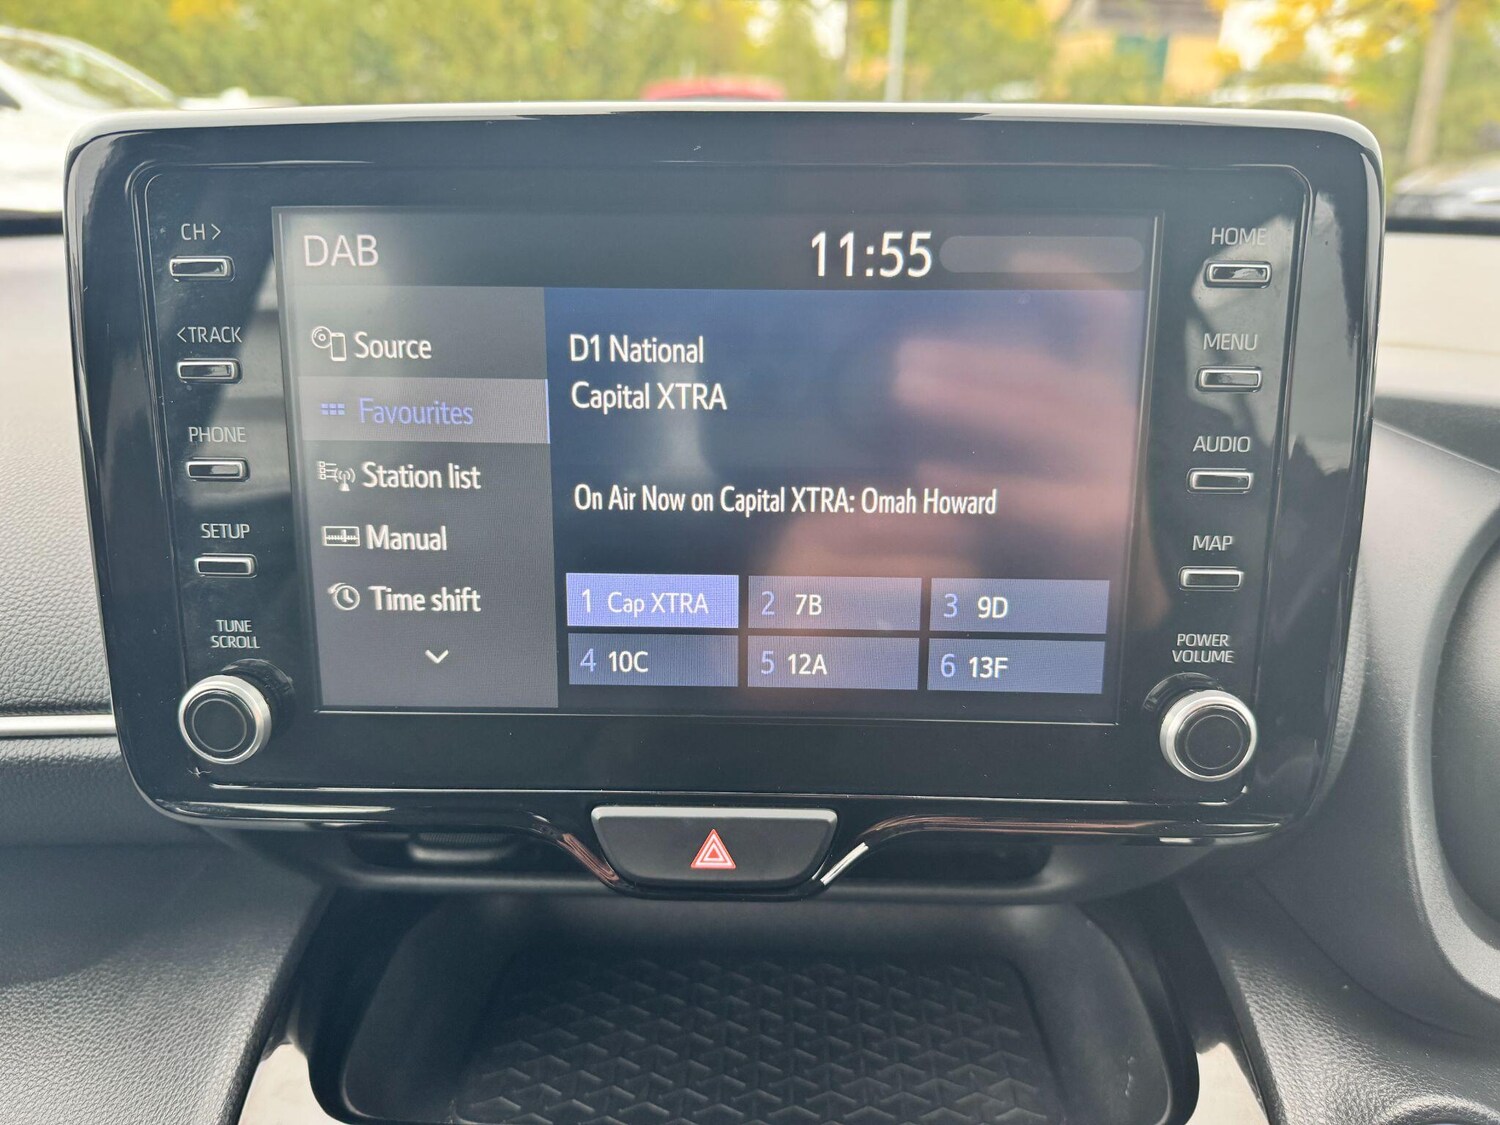 CH >
<TRACK
PHONE
SETUP
TUNE
SCROLL
DAB
11:55
Source
Favourites
Station list
Manual
Time shift
D1 National
Capital XTRA
On Air Now on Capital XTRA: Omah Howard
1 Cap XTRA
2 7B
3 9D
4 10C
5 12A
6 13F
HOME
MENU
AUDIO
MAP
POWER
VOLUME